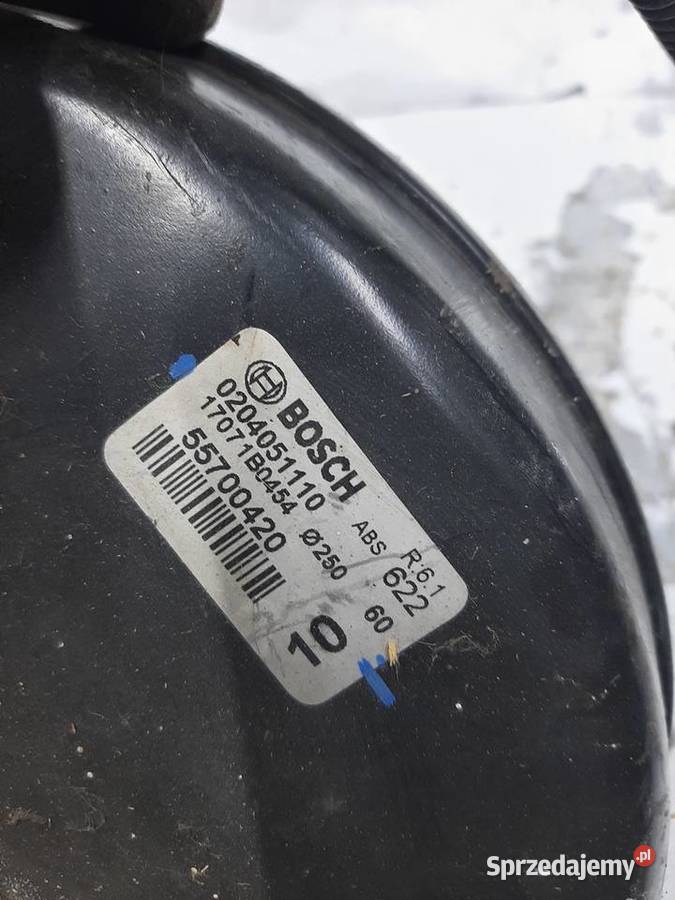 BOSCH
0204051110 ABS R:6.1
17071B0454 Ø250 622
55700420 60
10
Sprzedajemy.pl